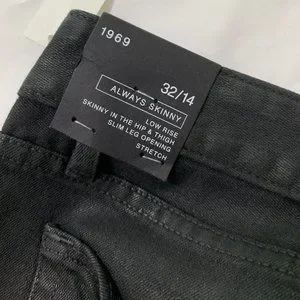 1969
32/14
ALWAYS SKINNY
LOW RISE
SKINNY IN THE HIP & THIGH
SLIM LEG OPENING
STRETCH